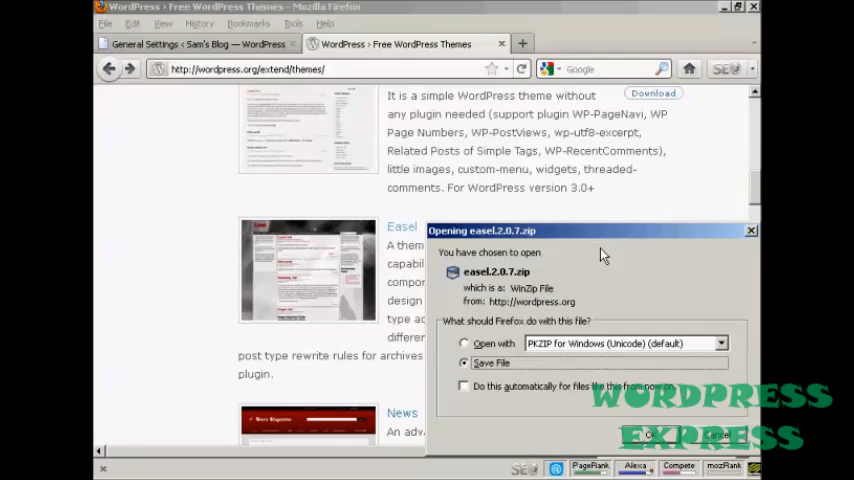 WordPress › Free WordPress Themes - Mozilla Firefox
File Edit View History Bookmarks Tools Help
General Settings ‹ Sam's Blog — WordPress
WordPress › Free WordPress Themes
http://wordpress.org/extend/themes/
Google
SEO
It is a simple WordPress theme without
Download
any plugin needed (support plugin WP-PageNavi, WP
Page Numbers, WP-PostViews, wp-utf8-excerpt,
Related Posts of Simple Tags, WP-RecentComments),
little images, custom-menu, widgets, threaded-
comments. For WordPress version 3.0+
Easel
A them
capabil
compor
design
type ac
differen
post type rewrite rules for archives
plugin.
News
An adv
Opening easel.2.0.7.zip
You have chosen to open
easel.2.0.7.zip
which is a: WinZip File
from: http://wordpress.org
What should Firefox do with this file?
Open with
PKZIP for Windows (Unicode) (default)
Save File
Do this automatically for files like this from now on.
OK
Cancel
WORDPRESS
EXPRESS
SEO
PageRank
Alexa
Compete
mozRank